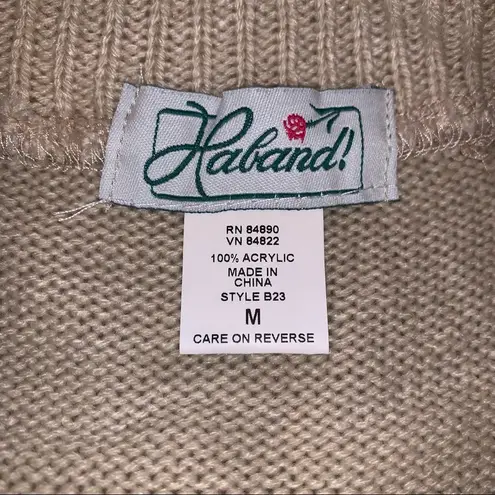 Haband!
RN 84890
VN 84822
100% ACRYLIC
MADE IN
CHINA
STYLE B23
M
CARE ON REVERSE